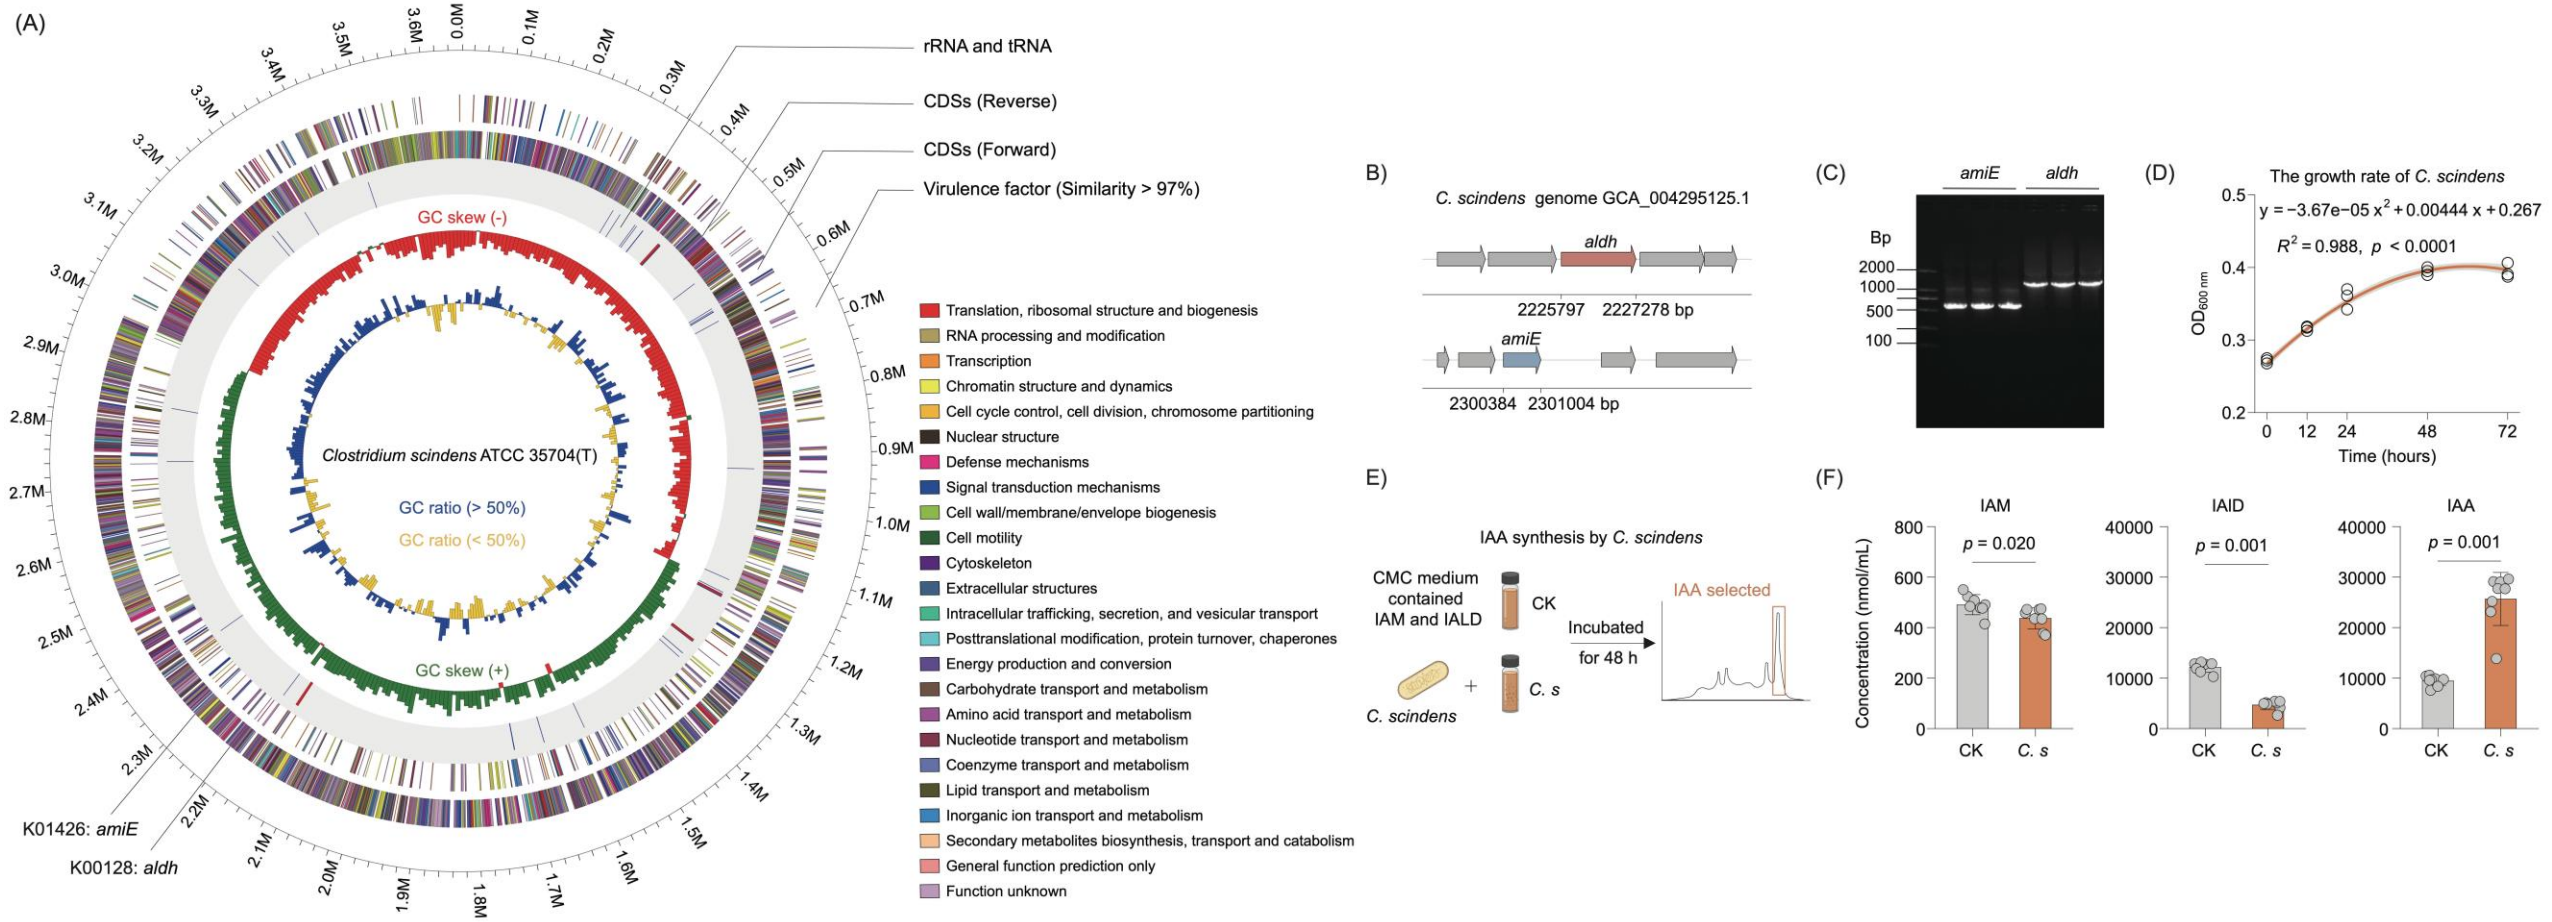 (A)
0.0M
0.1M
0.2M
0.3M
0.4M
0.5M
0.6M
0.7M
0.8M
0.9M
1.0M
1.1M
1.2M
1.3M
1.4M
1.5M
1.6M
1.7M
1.8M
1.9M
2.0M
2.1M
2.2M
2.3M
2.4M
2.5M
2.6M
2.7M
2.8M
2.9M
3.0M
3.1M
3.2M
3.3M
3.4M
3.5M
3.6M
rRNA and tRNA
CDSs (Reverse)
CDSs (Forward)
Virulence factor (Similarity > 97%)
GC skew (-)
Clostridium scindens ATCC 35704(T)
GC ratio (> 50%)
GC ratio (< 50%)
GC skew (+)
K01426: amiE
K00128: aldh
Translation, ribosomal structure and biogenesis
RNA processing and modification
Transcription
Chromatin structure and dynamics
Cell cycle control, cell division, chromosome partitioning
Nuclear structure
Defense mechanisms
Signal transduction mechanisms
Cell wall/membrane/envelope biogenesis
Cell motility
Cytoskeleton
Extracellular structures
Intracellular trafficking, secretion, and vesicular transport
Posttranslational modification, protein turnover, chaperones
Energy production and conversion
Carbohydrate transport and metabolism
Amino acid transport and metabolism
Nucleotide transport and metabolism
Coenzyme transport and metabolism
Lipid transport and metabolism
Inorganic ion transport and metabolism
Secondary metabolites biosynthesis, transport and catabolism
General function prediction only
Function unknown
B)
C. scindens genome GCA_004295125.1
aldh
2225797 2227278 bp
amiE
2300384 2301004 bp
(C)
amiE aldh
Bp
2000
1000
500
100
(D)
The growth rate of C. scindens
y = −3.67e−05 x² + 0.00444 x + 0.267
R² = 0.988, p < 0.0001
OD600 nm
0.5
0.4
0.3
0.2
0 12 24 48 72
Time (hours)
E)
IAA synthesis by C. scindens
CMC medium
contained
IAM and IALD
CK
C. scindens
+
C. s
Incubated
for 48 h
IAA selected
(F)
Concentration (nmol/mL)
IAM
p = 0.020
800
600
400
200
0
CK C. s
IAlD
p = 0.001
40000
30000
20000
10000
0
CK C. s
IAA
p = 0.001
40000
30000
20000
10000
0
CK C. s